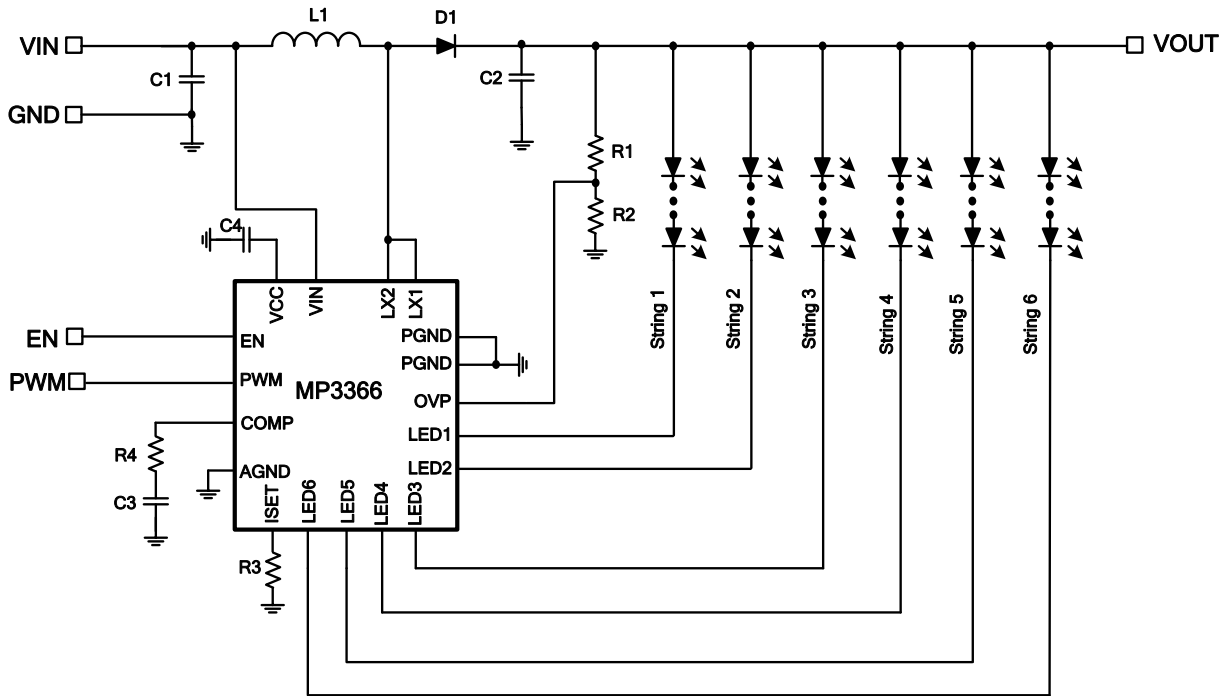 L1
D1
VIN
VOUT
C1
C2
GND
R1
R2
C4
VCC
VIN
LX2
LX1
String 1
String 2
String 3
String 4
String 5
String 6
EN
EN
PGND
PWM
PWM
PGND
MP3366
OVP
COMP
LED1
R4
AGND
LED2
C3
ISET
LED6
LED5
LED4
LED3
R3